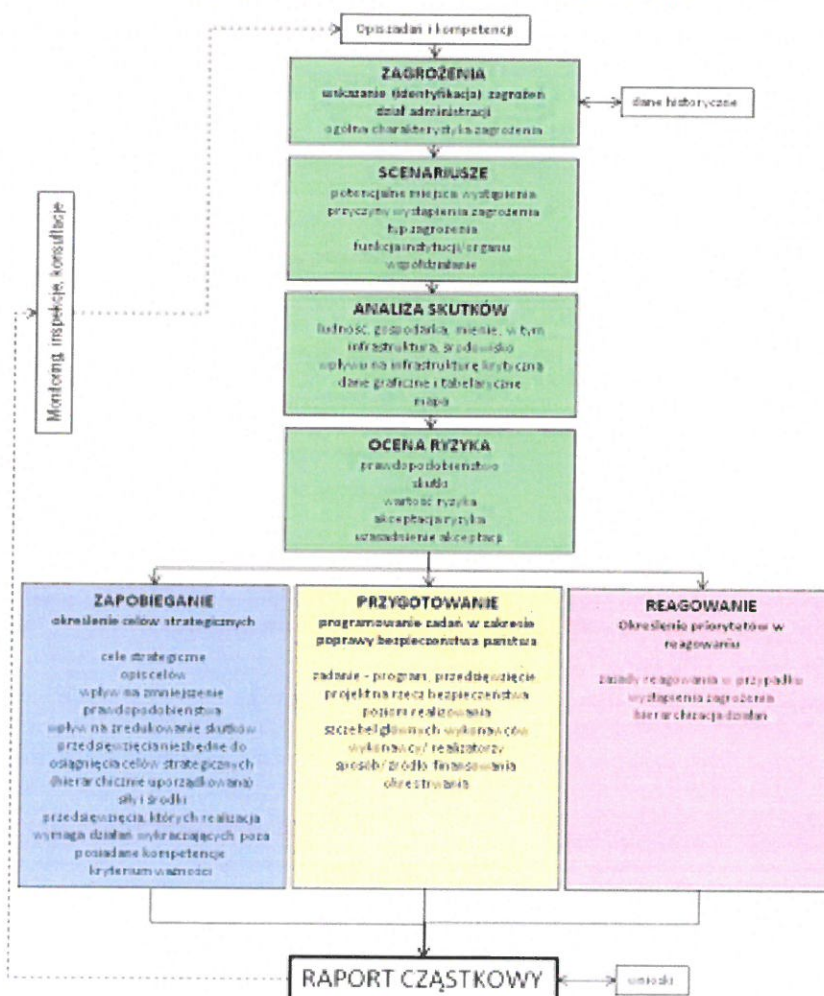 Opis zadań i kompetencji
ZAGROŻENIA
wskazanie (identyfikacja) zagrożeń
dział administracji
ogólna charakterystyka zagrożenia
dane historyczne
SCENARIUSZE
potencjalne miejsca wystąpienia
przyczyny wystąpienia zagrożenia
typ zagrożenia
funkcja instytucji/organu
współdziałanie
Monitoring, inspekcje, konsultacje
ANALIZA SKUTKÓW
ludność, gospodarka, mienie, w tym
infrastruktura, środowisko
wpływu na infrastrukturę krytyczną
dane graficzne i tabelaryczne
mapa
OCENA RYZYKA
prawdopodobieństwo
skutki
wartość ryzyka
akceptacja ryzyka
uzasadnienie akceptacji
ZAPOBIEGANIE
określenie celów strategicznych
cele strategiczne
opis celów
wpływ na zmniejszenie
prawdopodobieństwa
wpływ na zredukowanie skutków
przedsięwzięcia niezbędne do
osiągnięcia celów strategicznych
(hierarchicznie uporządkowana)
siły i środki
przedsięwzięcia, których realizacja
wymaga działań wykraczających poza
posiadane kompetencje
kryterium ważności
PRZYGOTOWANIE
programowanie zadań w zakresie
poprawy bezpieczeństwa państwa
zadanie - program, przedsięwzięcie
projekt na rzecz bezpieczeństwa
poziom realizowania
szczebel głównych wykonawców
wykonawcy/ realizatorzy
sposób/źródło finansowania
okres trwania
REAGOWANIE
Określenie priorytetów w
reagowaniu
zasady reagowania w przypadku
wystąpienia zagrożenia
hierarchizacja działań
RAPORT CZĄSTKOWY
wnioski